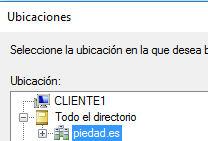 Ubicaciones
Seleccione la ubicación en la que desea
Ubicación:
CLIENTE1
Todo el directorio
piedad.es